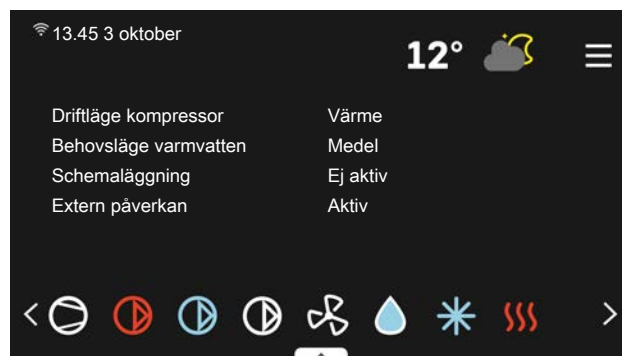 13.45 3 oktober
12°
Driftläge kompressor Värme
Behovsläge varmvatten Medel
Schemaläggning Ej aktiv
Extern påverkan Aktiv